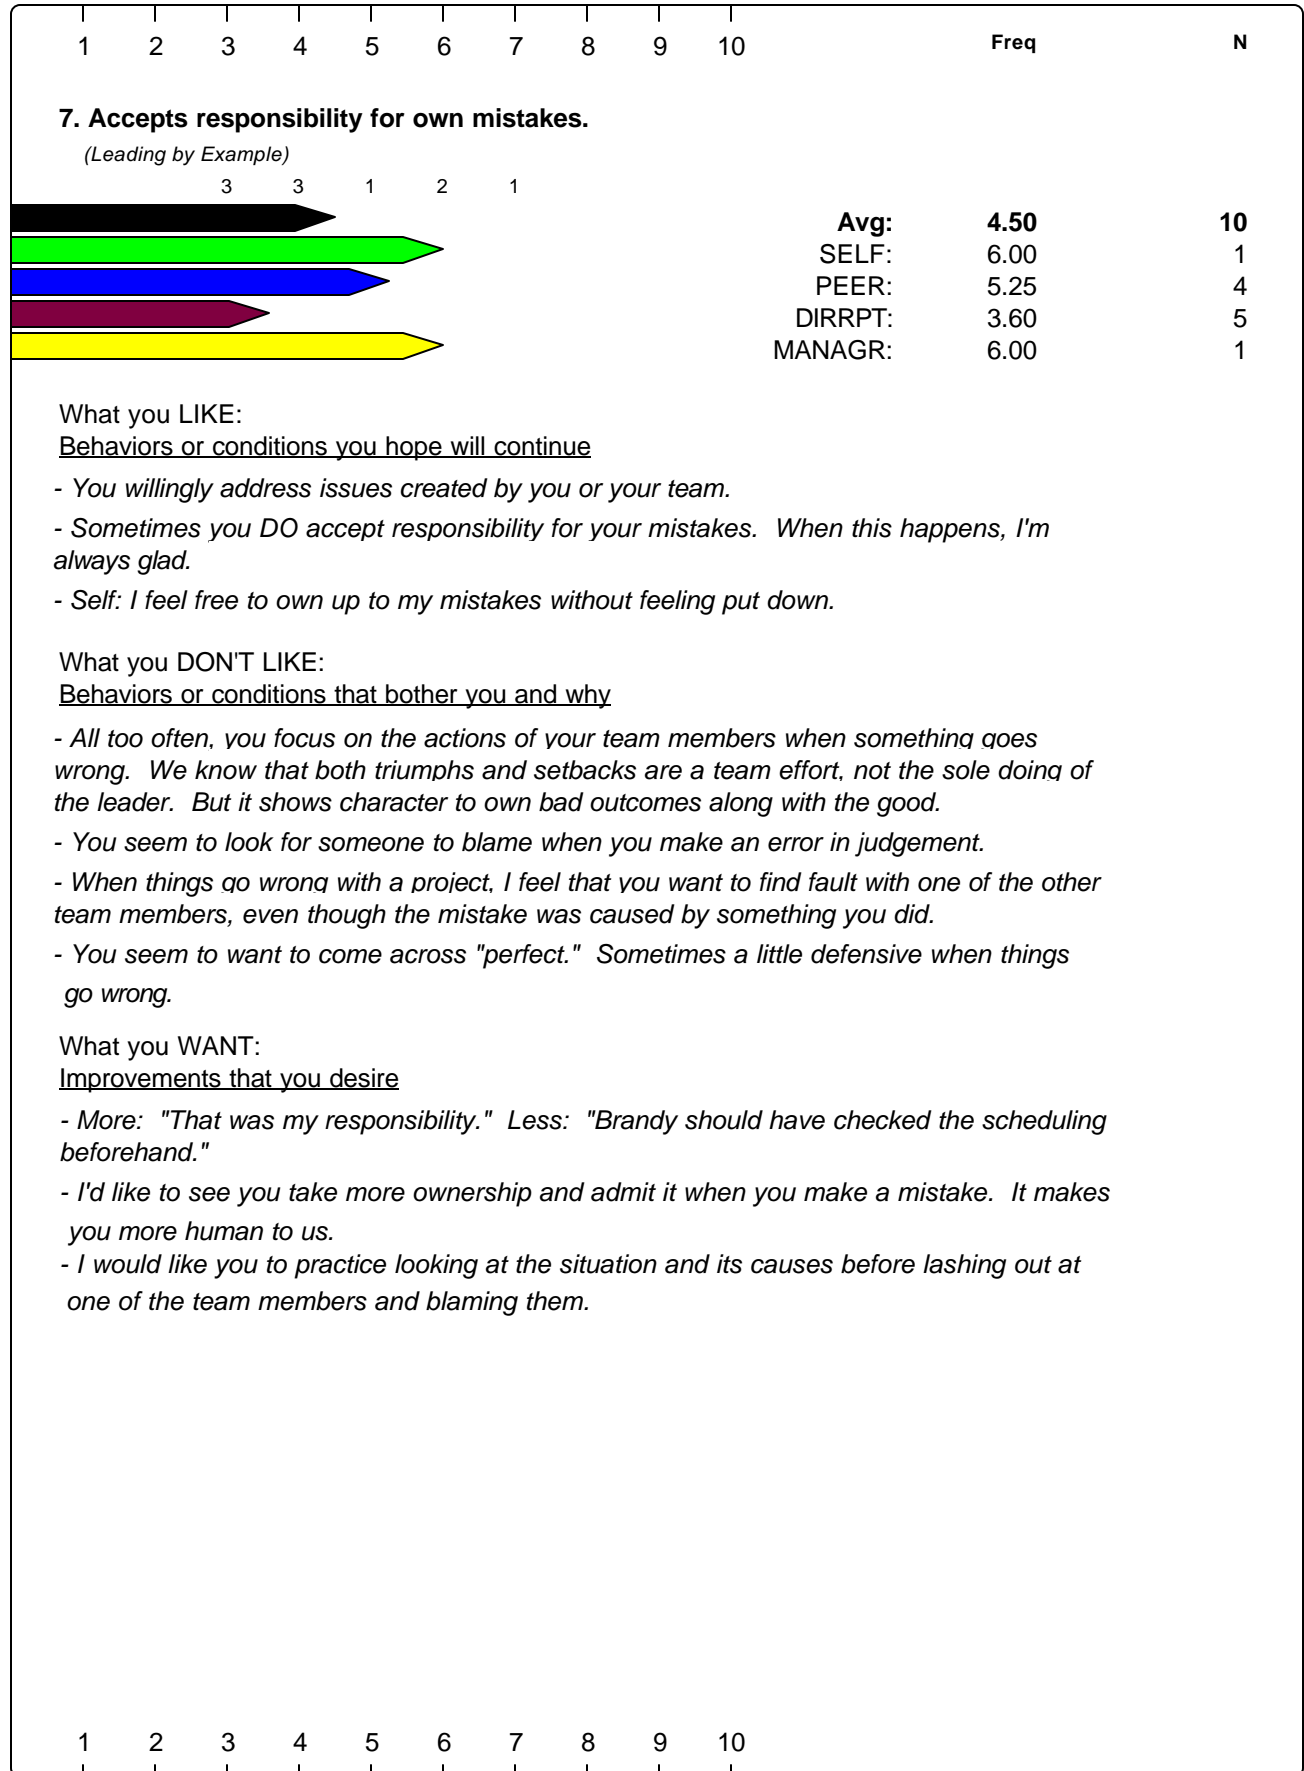 1 2 3 4 5 6 7 8 9 10 Freq N
7. Accepts responsibility for own mistakes.
(Leading by Example)
3 3 1 2 1
Avg: 4.50 10
SELF: 6.00 1
PEER: 5.25 4
DIRRPT: 3.60 5
MANAGR: 6.00 1
What you LIKE:
Behaviors or conditions you hope will continue
- You willingly address issues created by you or your team.
- Sometimes you DO accept responsibility for your mistakes.  When this happens, I'm
always glad.
- Self: I feel free to own up to my mistakes without feeling put down.
What you DON'T LIKE:
Behaviors or conditions that bother you and why
- All too often, you focus on the actions of your team members when something goes
wrong.  We know that both triumphs and setbacks are a team effort, not the sole doing of
the leader.  But it shows character to own bad outcomes along with the good.
- You seem to look for someone to blame when you make an error in judgement.
- When things go wrong with a project, I feel that you want to find fault with one of the other
team members, even though the mistake was caused by something you did.
- You seem to want to come across "perfect."  Sometimes a little defensive when things
go wrong.
What you WANT:
Improvements that you desire
- More:  "That was my responsibility."  Less:  "Brandy should have checked the scheduling
beforehand."
- I'd like to see you take more ownership and admit it when you make a mistake.  It makes
you more human to us.
- I would like you to practice looking at the situation and its causes before lashing out at
one of the team members and blaming them.
1 2 3 4 5 6 7 8 9 10